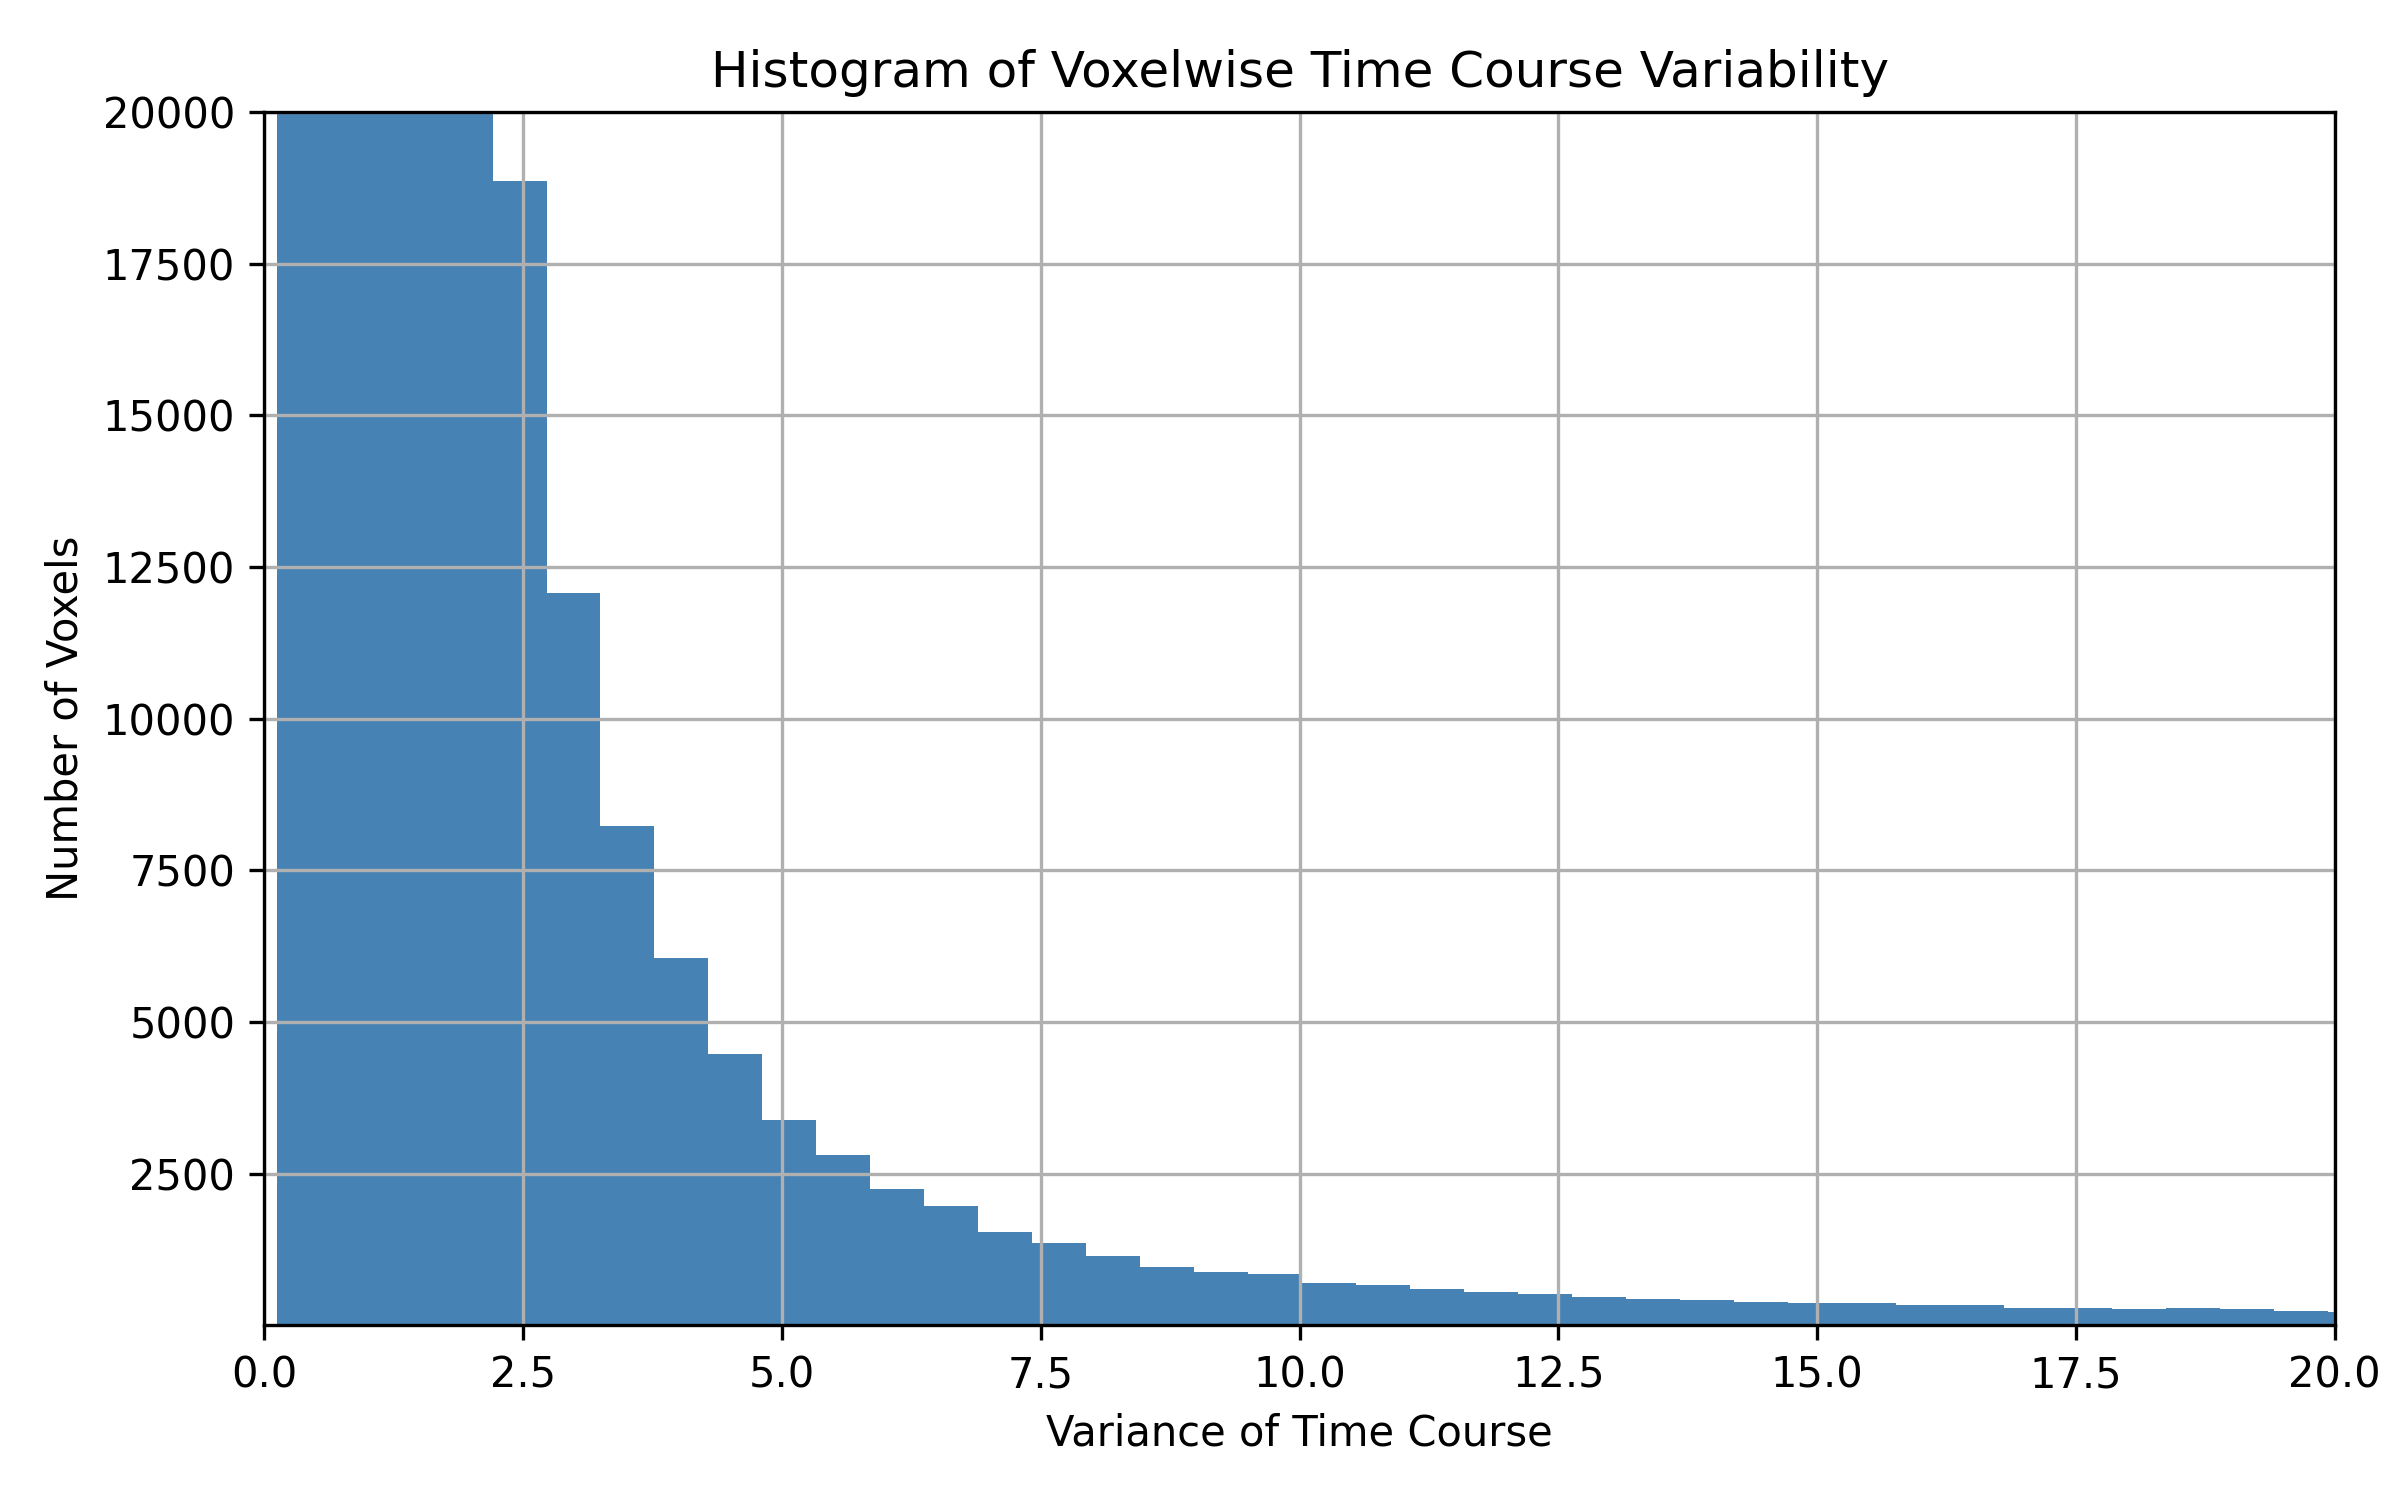 Histogram of Voxelwise Time Course Variability
20000
17500
15000
12500
10000
7500
5000
2500
Number of Voxels
0.0 2.5 5.0 7.5 10.0 12.5 15.0 17.5 20.0
Variance of Time Course